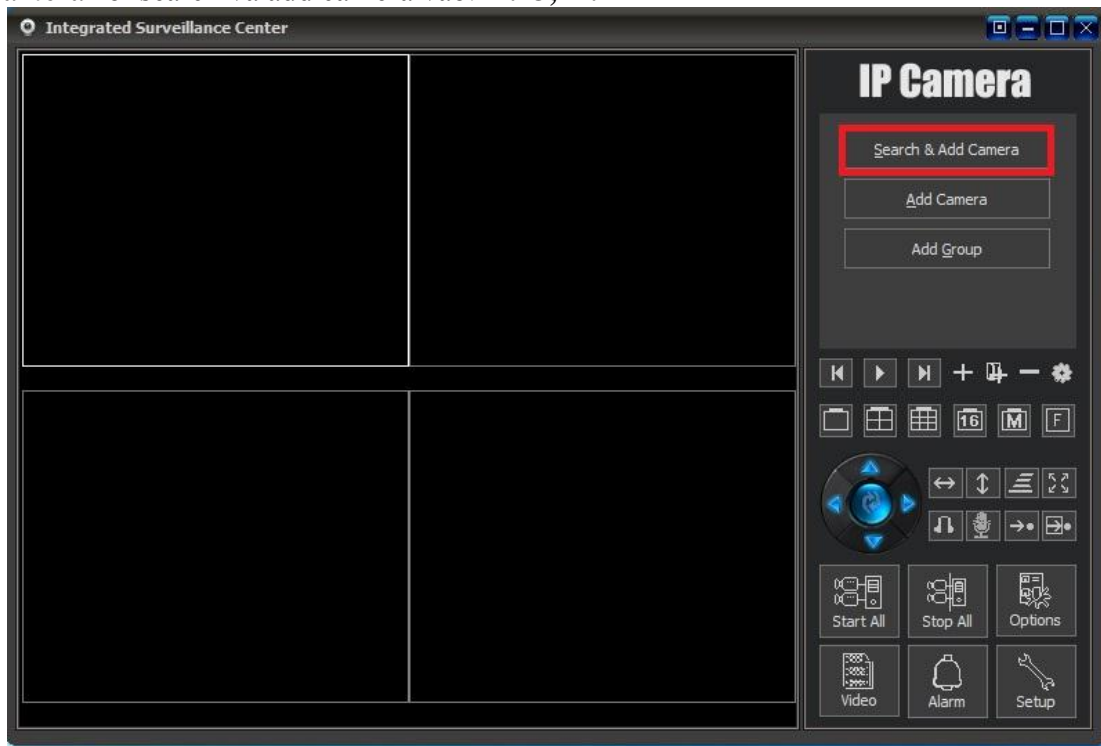 Integrated Surveillance Center
IP Camera
Search & Add Camera
Add Camera
Add Group
16 M F
Start All Stop All Options
Video Alarm Setup